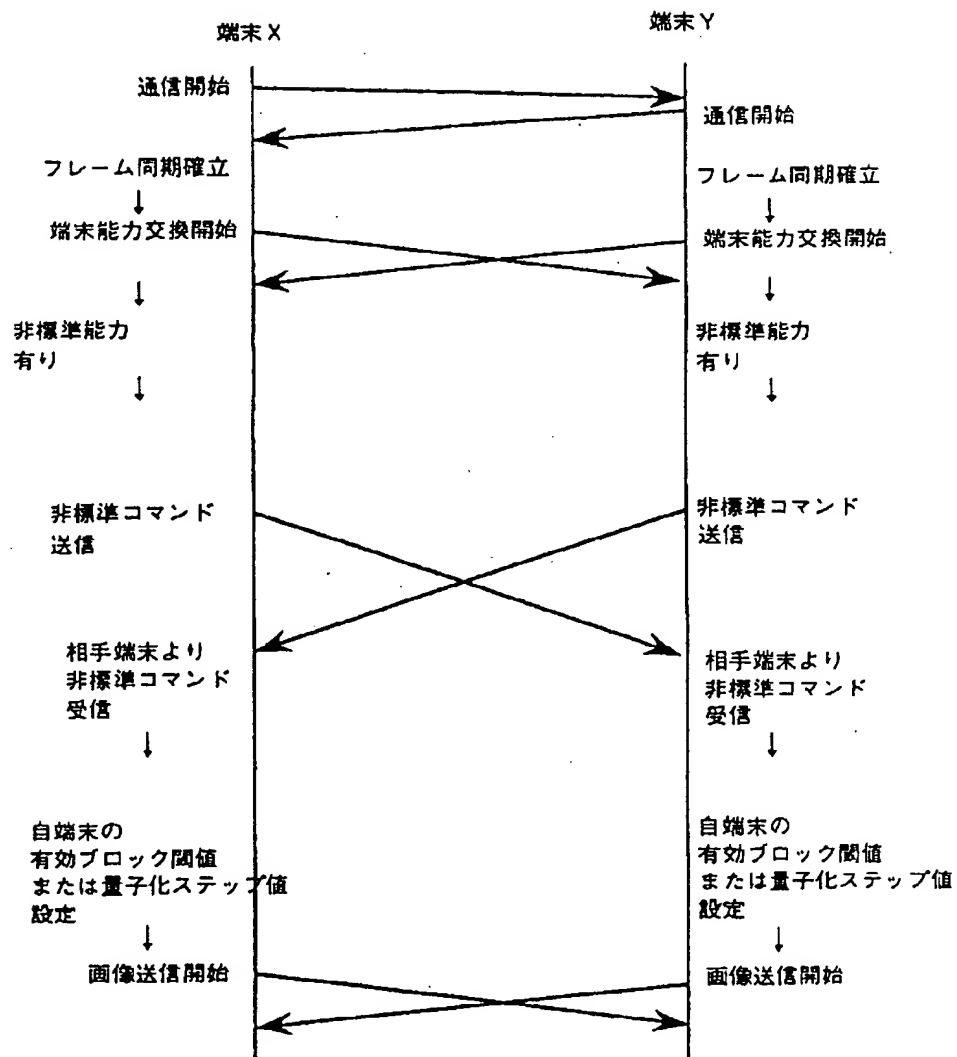 端末X
端末Y
通信開始
通信開始
フレーム同期確立
フレーム同期確立
↓
↓
端末能力交換開始
端末能力交換開始
↓
↓
非標準能力
有り
非標準能力
有り
↓
↓
非標準コマンド
送信
非標準コマンド
送信
相手端末より
非標準コマンド
受信
相手端末より
非標準コマンド
受信
↓
↓
自端末の
有効ブロック閾値
または量子化ステップ値
設定
自端末の
有効ブロック閾値
または量子化ステップ値
設定
↓
↓
画像送信開始
画像送信開始